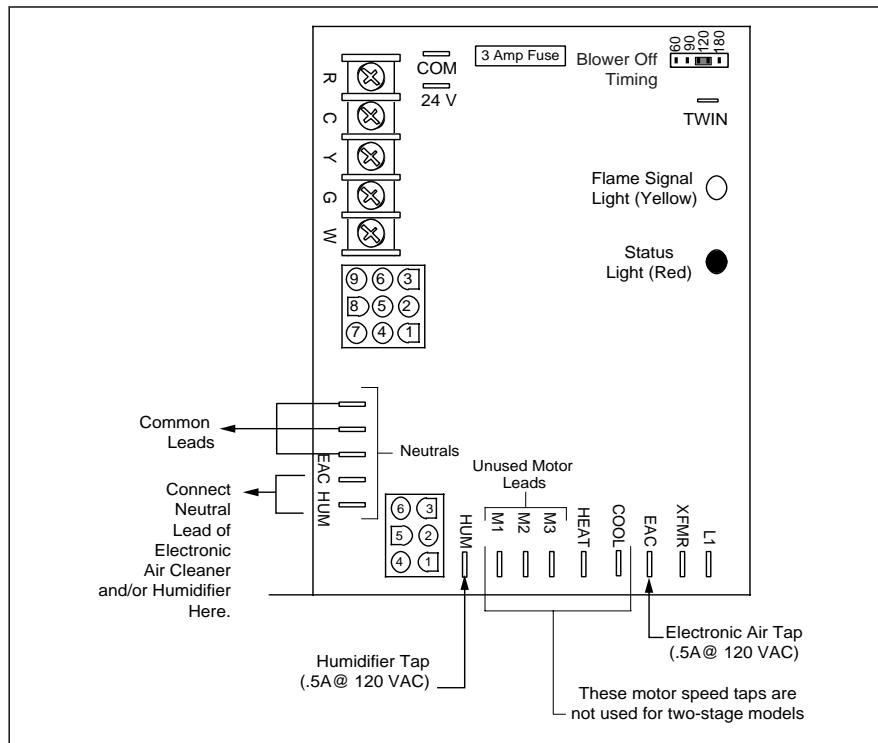 COM
24 V
3 Amp Fuse
Blower Off
Timing
60
90
120
180
TWIN
R
C
Y
G
W
Flame Signal
Light (Yellow)
Status
Light (Red)
9 6 3
8 5 2
7 4 1
Common
Leads
Neutrals
EAC HUM
Connect
Neutral
Lead of
Electronic
Air Cleaner
and/or Humidifier
Here.
Unused Motor
Leads
6 3
5 2
4 1
HUM
M1
M2
M3
HEAT
COOL
EAC
XFMR
L1
Humidifier Tap
(.5A@ 120 VAC)
Electronic Air Tap
(.5A@ 120 VAC)
These motor speed taps are
not used for two-stage models